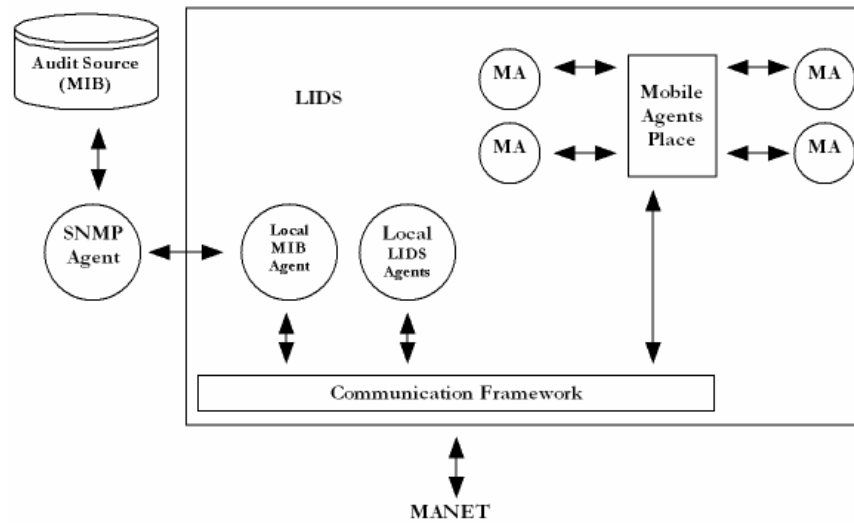 Audit Source
(MIB)
LIDS
MA
MA
Mobile
Agents
Place
MA
MA
SNMP
Agent
Local
MIB
Agent
Local
LIDS
Agents
Communication Framework
MANET